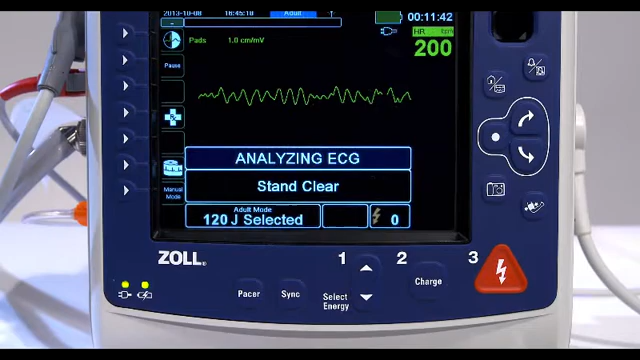 2013-10-08 16:45:10 Adult 00:11:42
Pads 1.0 cm/mV
HR bpm
200
Pause
Rx
ANALYZING ECG
Stand Clear
Manual
Mode
Adult Mode
120 J Selected 0
ZOLL
1 2 3
Pacer Sync Select
Energy Charge